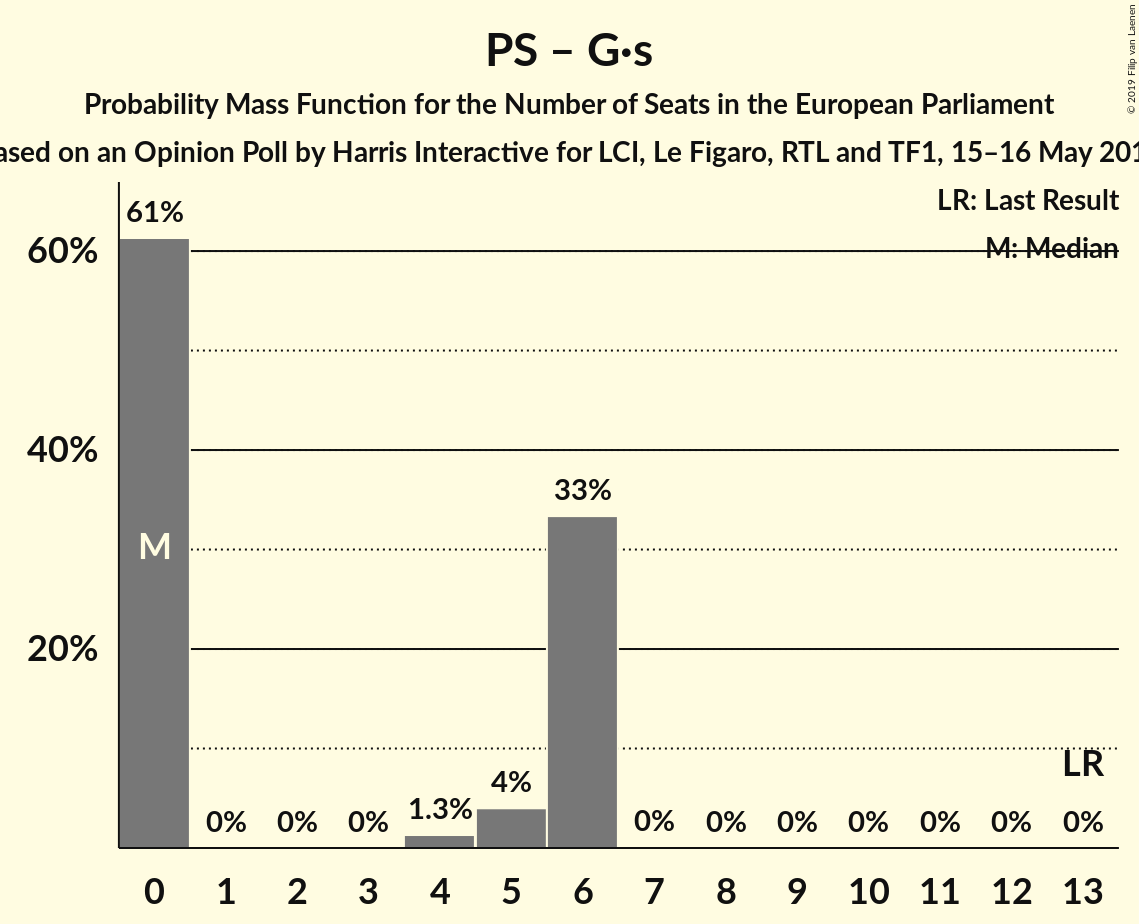 PS – G·s
Probability Mass Function for the Number of Seats in the European Parliament
on an Opinion Poll by Harris Interactive for LCI, Le Figaro, RTL and TF1, 15–16 May
© 2019 Filip van Laenen
LR: Last Result
M: Median
61%
60%
40%
33%
M
20%
LR
4%
1.3%
0% 0% 0% 0% 0% 0% 0% 0% 0% 0%
0 1 2 3 4 5 6 7 8 9 10 11 12 13